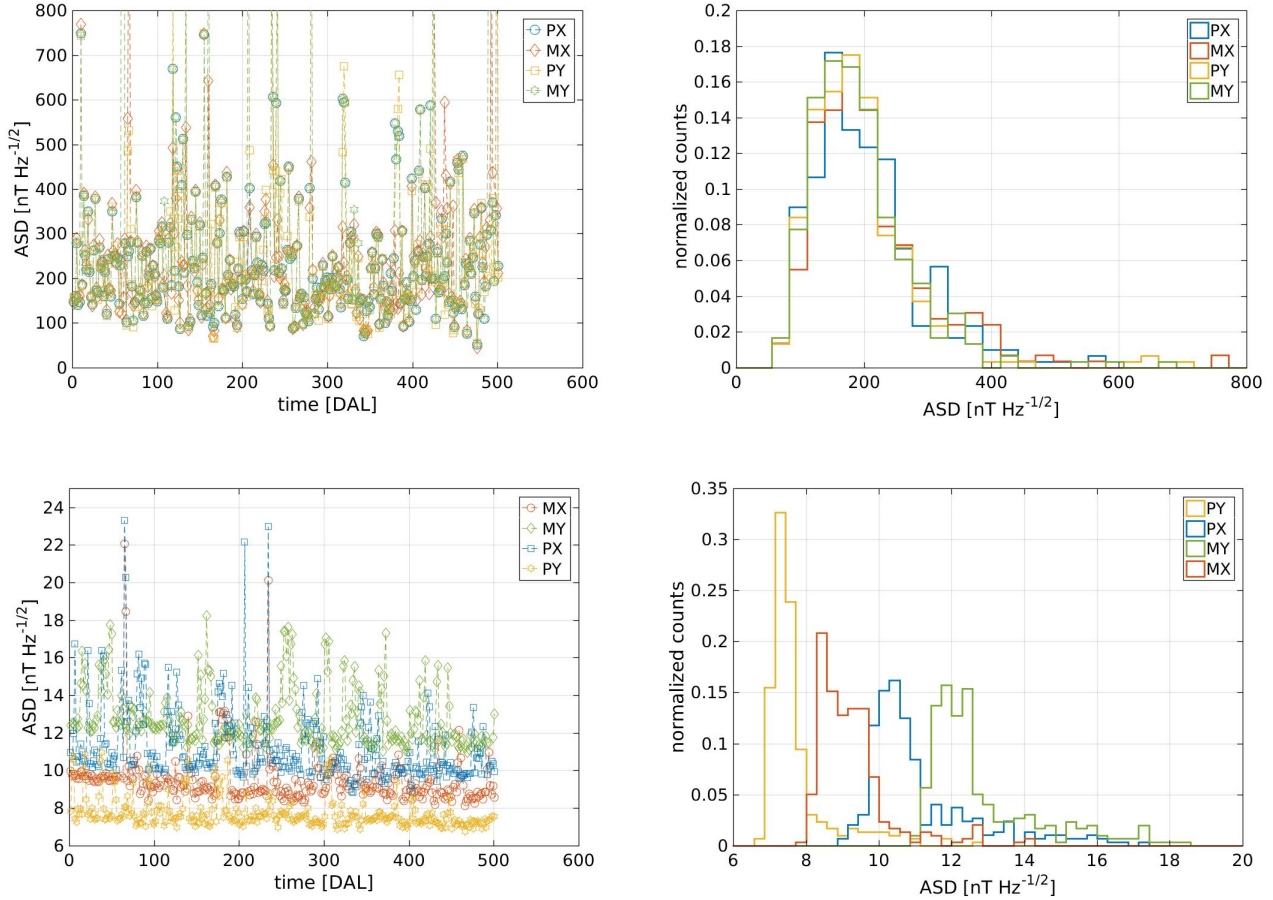 800
700
600
500
400
300
200
100
0
ASD [nT Hz-1/2]
0 100 200 300 400 500 600
time [DAL]
PX
MX
PY
MY
0.2
0.18
0.16
0.14
0.12
0.1
0.08
0.06
0.04
0.02
0
normalized counts
0 200 400 600 800
ASD [nT Hz-1/2]
PX
MX
PY
MY
24
22
20
18
16
14
12
10
8
6
ASD [nT Hz-1/2]
0 100 200 300 400 500 600
time [DAL]
MX
MY
PX
PY
0.35
0.3
0.25
0.2
0.15
0.1
0.05
0
normalized counts
6 8 10 12 14 16 18 20
ASD [nT Hz-1/2]
PY
PX
MY
MX